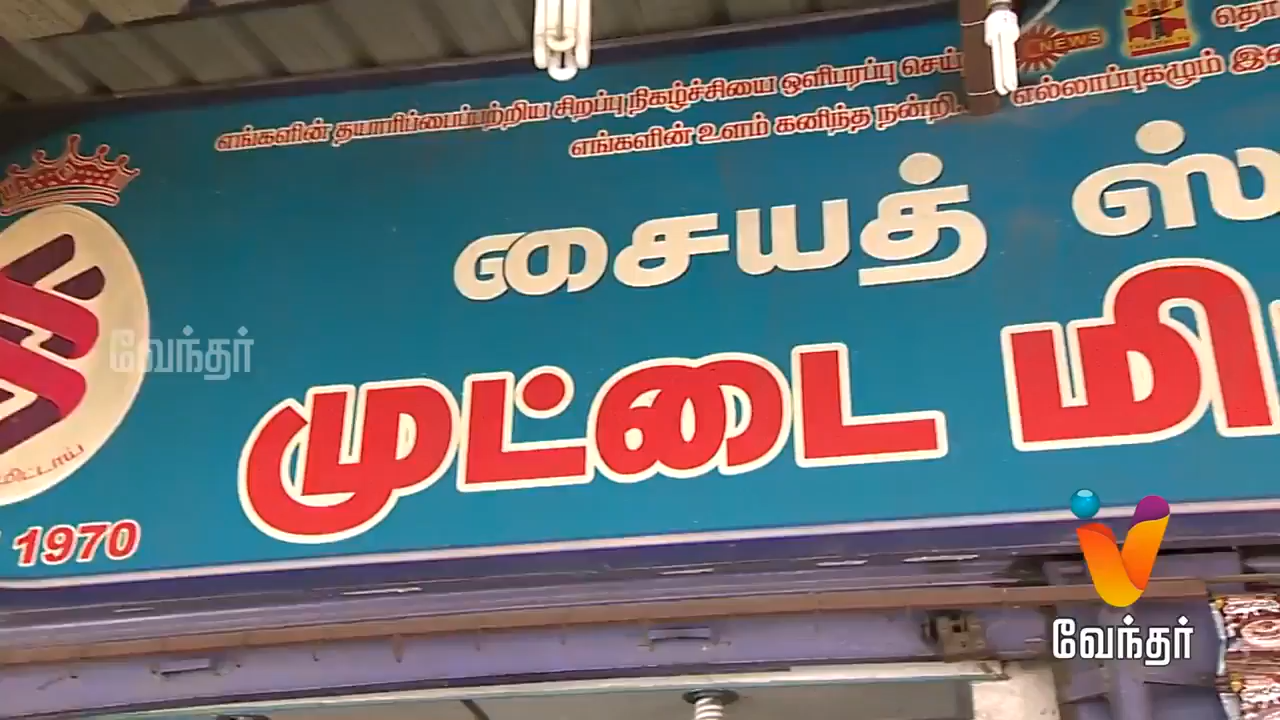 எங்களின் தயாரிப்பைப்பற்றிய சிறப்பு நிகழ்ச்சியை ஒளிபரப்பு செய்
NEWS
எங்களின் உளம் கனிந்த நன்றி. எல்லாப்புகழும்
சையத்
முட்டை
மிட்டாய்
1970
வேந்தர்
வேந்தர்